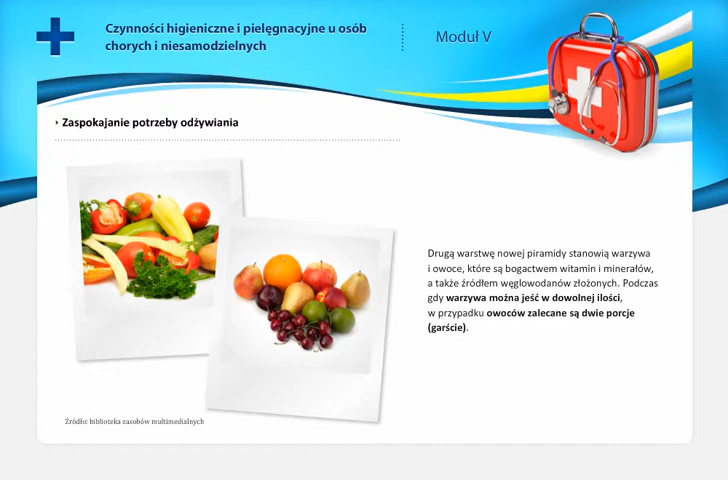 Czynności higieniczne i pielęgnacyjne u osób
chorych i niesamodzielnych
Moduł V
Zaspokajanie potrzeby odżywiania
Drugą warstwę nowej piramidy stanowią warzywa
i owoce, które są bogactwem witamin i minerałów,
a także źródłem węglowodanów złożonych. Podczas
gdy warzywa można jeść w dowolnej ilości,
w przypadku owoców zalecane są dwie porcje
(garście).
Źródło: biblioteka zasobów multimedialnych